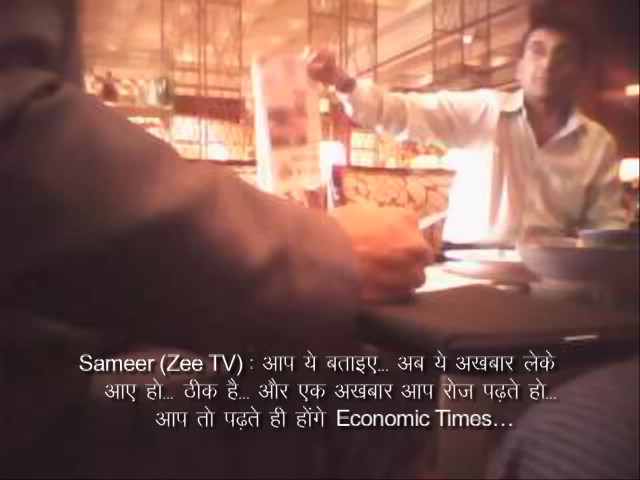 Sameer (Zee TV) : आप ये बताइए... अब ये अखबार लेके
आए हो... ठीक है... और एक अखबार आप रोज पढ़ते हो...
आप तो पढ़ते ही होंगे Economic Times...